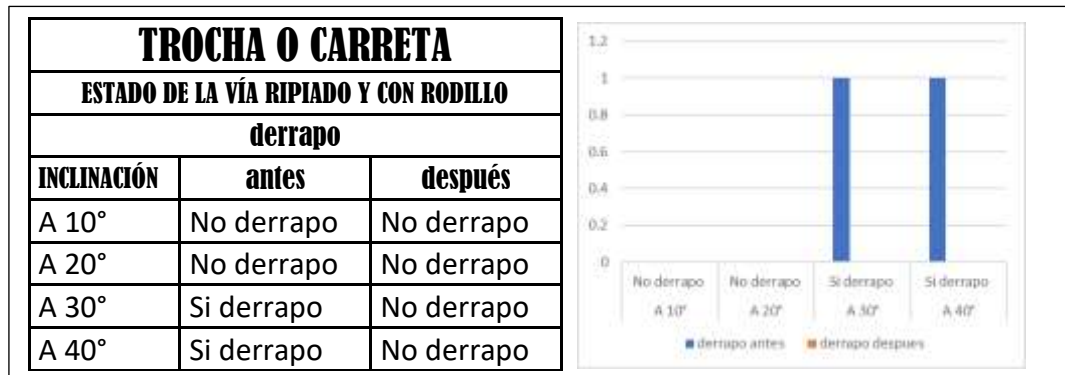 TROCHA O CARRETA
ESTADO DE LA VÍA RIPIADO Y CON RODILLO
derrapo
INCLINACIÓN antes después
A 10° No derrapo No derrapo
A 20° No derrapo No derrapo
A 30° Si derrapo No derrapo
A 40° Si derrapo No derrapo
1.2
1
0.8
0.6
0.4
0.2
0
No derrapo No derrapo Si derrapo Si derrapo
A 10° A 20° A 30° A 40°
derrapo antes derrapo despues